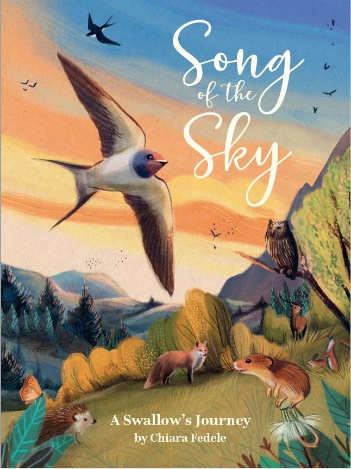 Song
of the
Sky
A Swallow's Journey
by Chiara Fedele